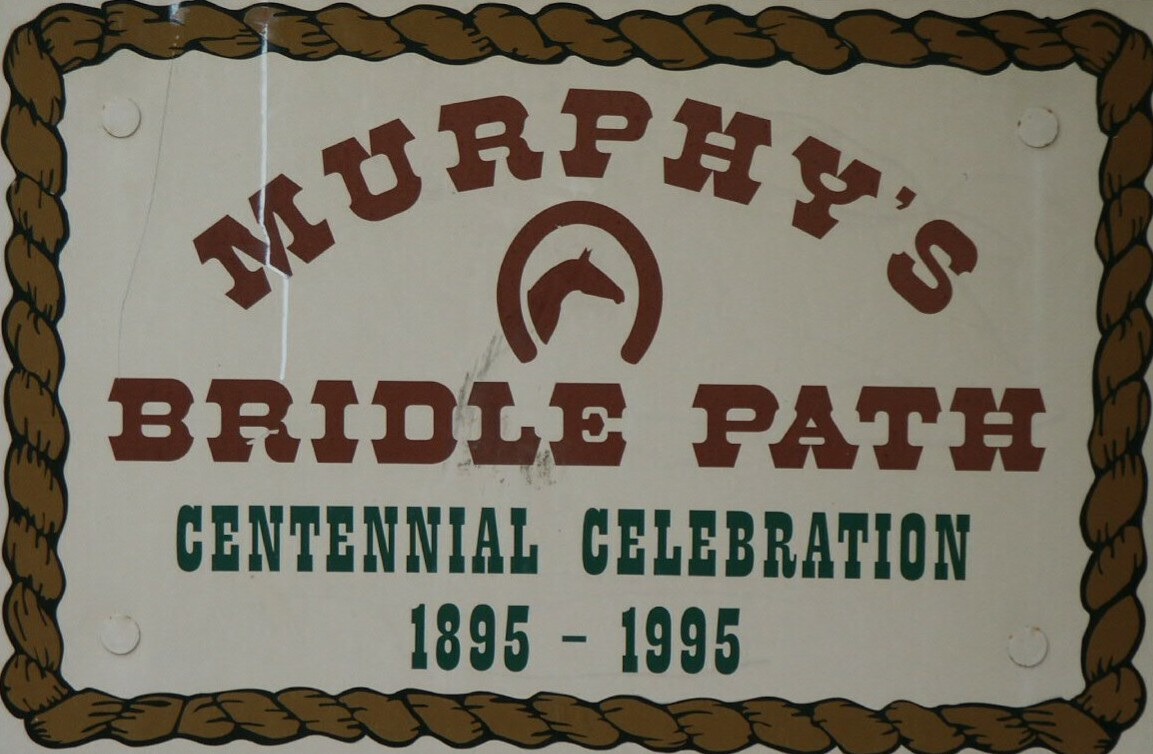 MURPHY'S
BRIDLE PATH
CENTENNIAL CELEBRATION
1895 - 1995